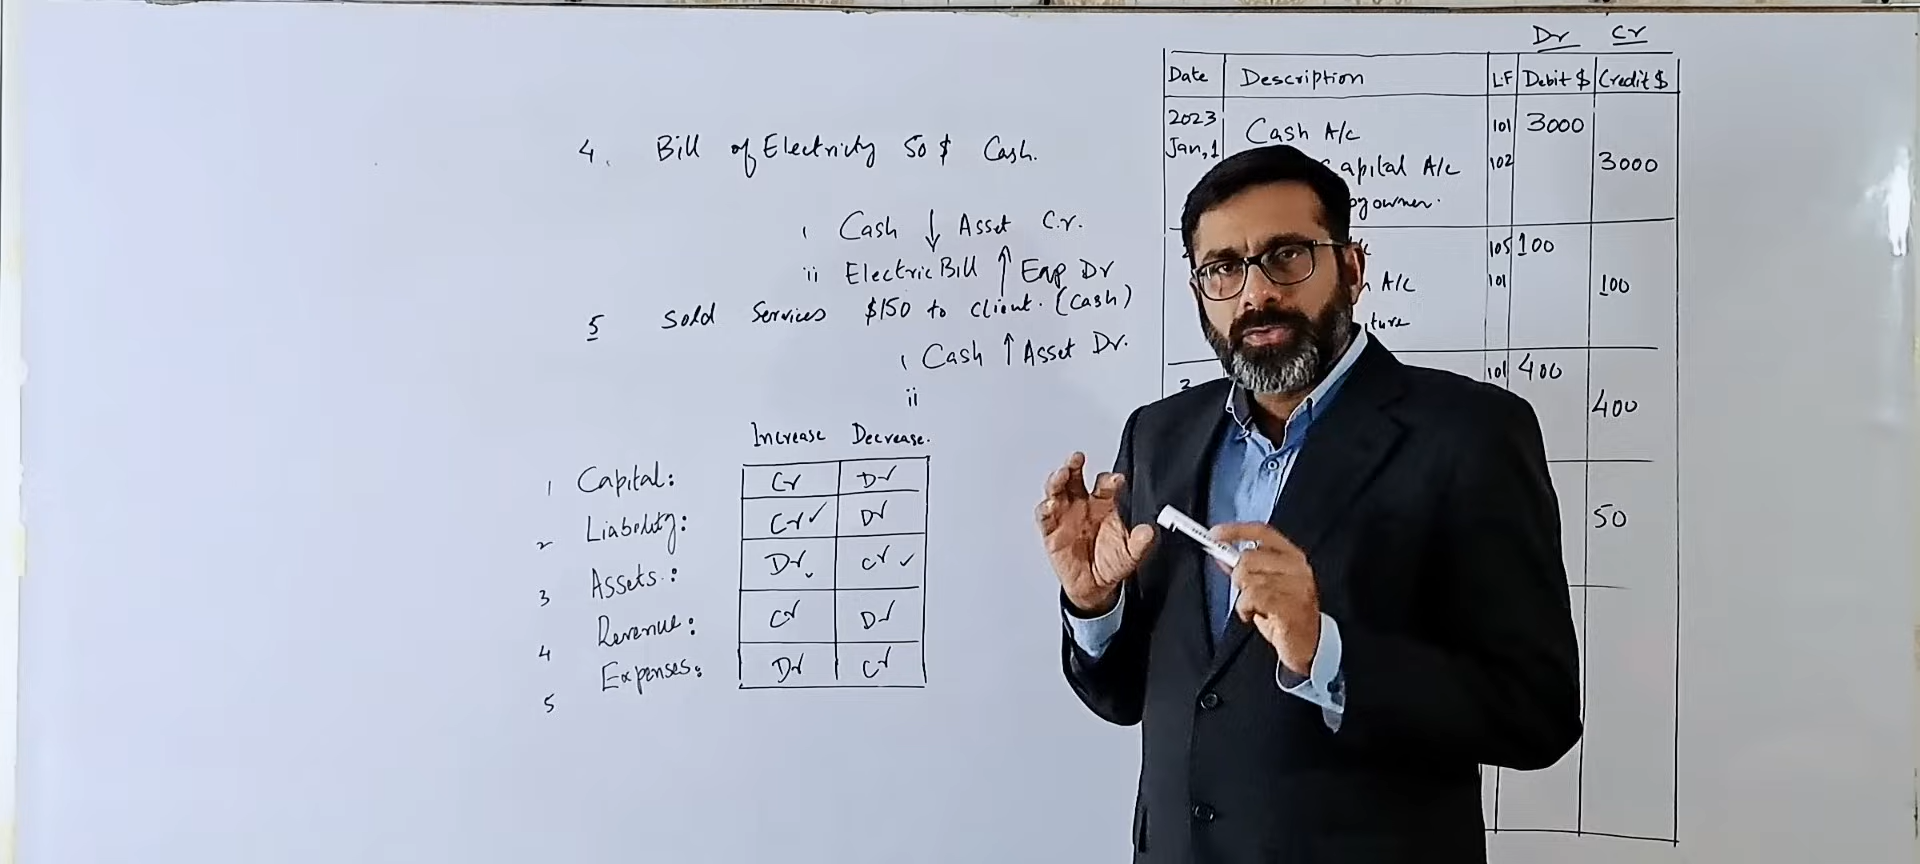 4. Bill of Electricity 50 $ Cash.
i Cash ↓ Asset Cr.
ii Electric Bill ↑ Exp Dr
5 Sold Services $150 to Client. (Cash)
i Cash ↑ Asset Dr.
ii
Increase Decrease.
1 Capital: Cr Dr
2 Liability: Cr ✓ Dr
3 Assets: Dr ✓ Cr ✓
4 Revenue: Cr Dr
5 Expenses: Dr Cr
Dr Cr
Date Description L.F Debit $ Credit $
2023
Jan, 1 Cash A/c 101 3000
apital A/c 102 3000
by owner.
105 100
A/c 101 100
ture
3 101 400
400
50